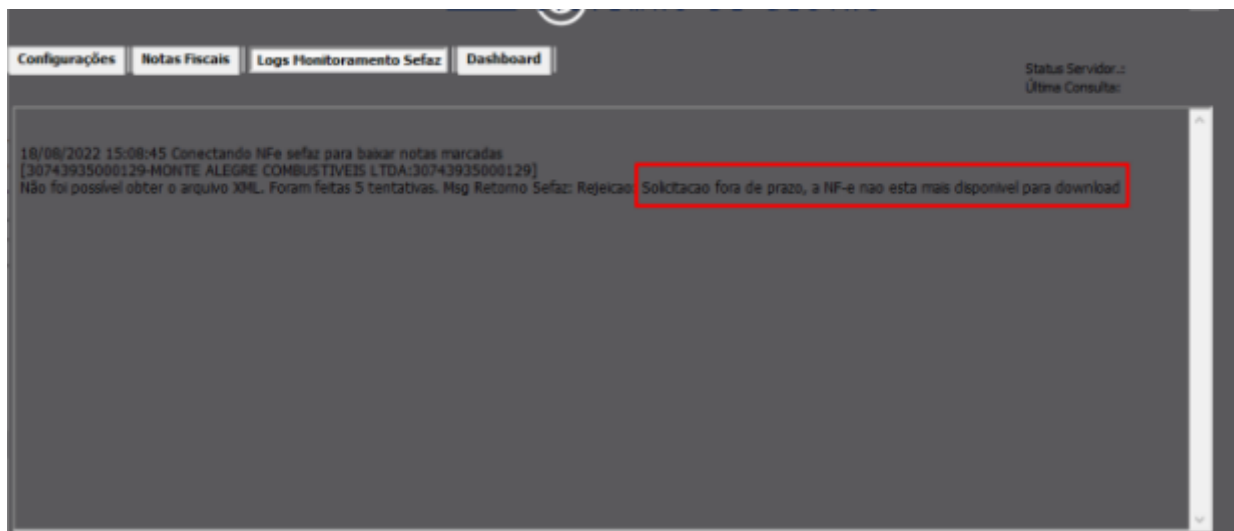 Configurações Notas Fiscais Logs Monitoramento Sefaz Dashboard
Status Servidor..:
Última Consulta:
18/08/2022 15:08:45 Conectando NFe sefaz para baixar notas marcadas
[30743935000129-MONTE ALEGRE COMBUSTIVEIS LTDA:30743935000129]
Não foi possível obter o arquivo XML. Foram feitas 5 tentativas. Msg Retorno Sefaz: Rejeicao: Solicitacao fora de prazo, a NF-e nao esta mais disponivel para download